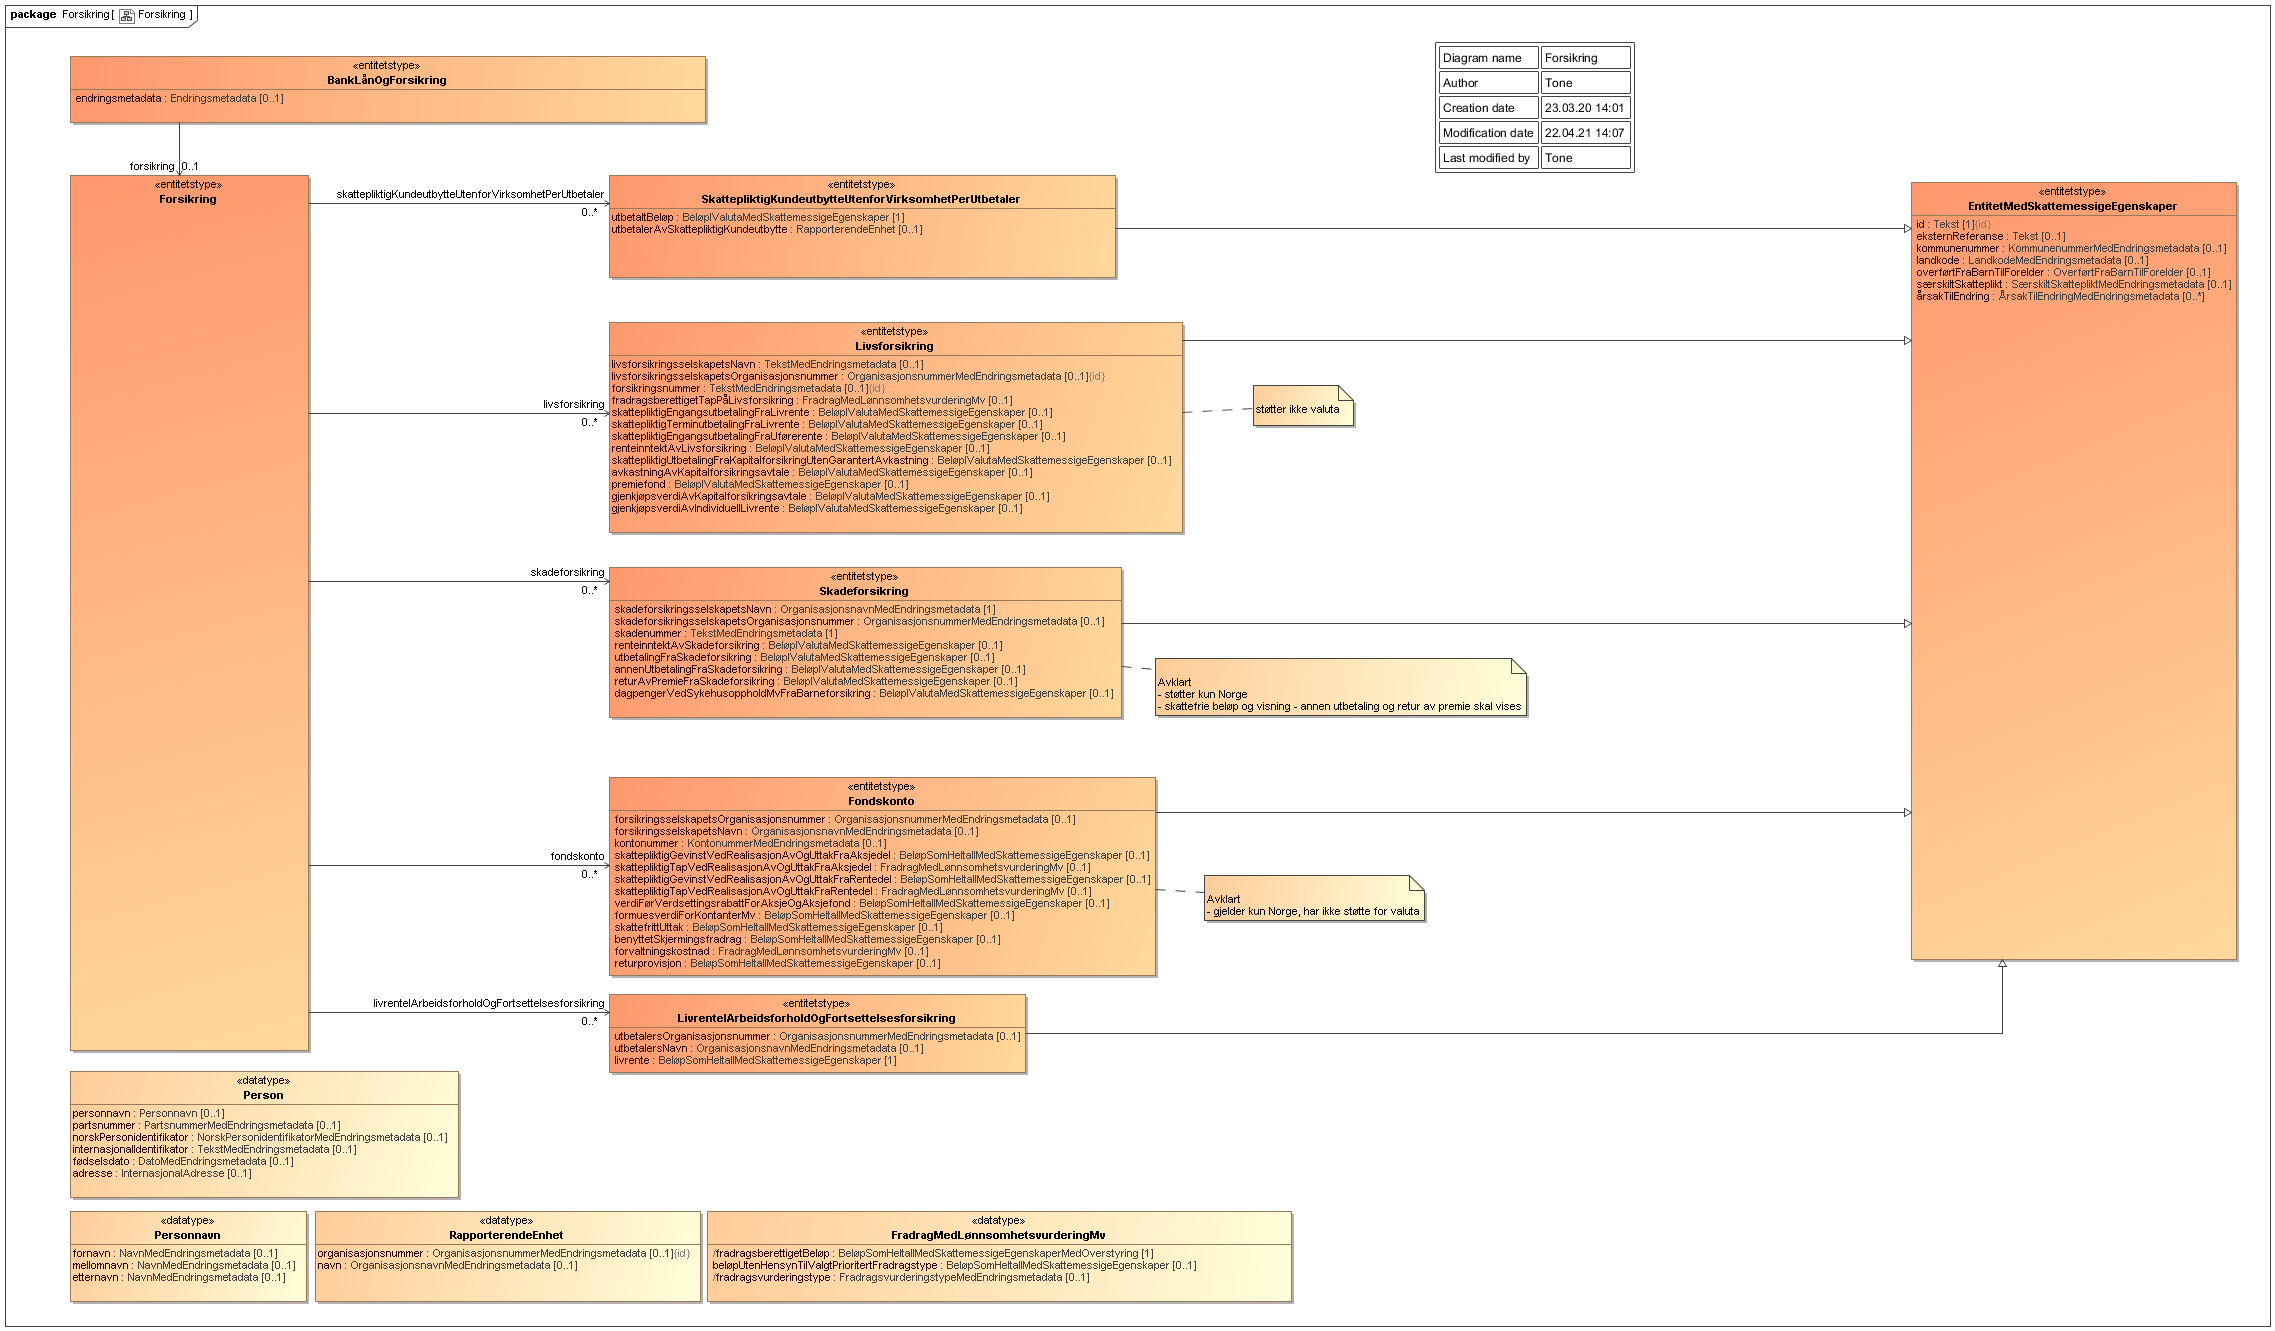 package Forsikring[ Forsikring ]
Diagram name Forsikring
Author Tone
Creation date 23.03.20 14:01
Modification date 22.04.21 14:07
Last modified by Tone
«entitetstype»
BankLånOgForsikring
endringsmetadata : Endringsmetadata [0..1]
forsikring 0..1
«entitetstype»
Forsikring
skattepliktigKundeutbytteUtenforVirksomhetPerUtbetaler
0..*
«entitetstype»
SkattepliktigKundeutbytteUtenforVirksomhetPerUtbetaler
utbetaltBeløp : BeløpIValutaMedSkattemessigeEgenskaper [1]
utbetalerAvSkattepliktigKundeutbytte : RapporterendeEnhet [0..1]
«entitetstype»
EntitetMedSkattemessigeEgenskaper
id : Tekst [1]{id}
eksternReferanse : Tekst [0..1]
kommunenummer : KommunenummerMedEndringsmetadata [0..1]
landkode : LandkodeMedEndringsmetadata [0..1]
overførtFraBarnTilForelder : OverførtFraBarnTilForelder [0..1]
særskiltSkatteplikt : SærskiltSkattepliktMedEndringsmetadata [0..1]
årsakTilEndring : ÅrsakTilEndringMedEndringsmetadata [0..*]
livsforsikring
0..*
«entitetstype»
Livsforsikring
livsforsikringsselskapetsNavn : TekstMedEndringsmetadata [0..1]
livsforsikringsselskapetsOrganisasjonsnummer : OrganisasjonsnummerMedEndringsmetadata [0..1]{id}
forsikringsnummer : TekstMedEndringsmetadata [0..1]{id}
fradragsberettigetTapPåLivsforsikring : FradragMedLønnsomhetsvurderingMv [0..1]
skattepliktigEngangsutbetalingFraLivrente : BeløpIValutaMedSkattemessigeEgenskaper [0..1]
skattepliktigTerminutbetalingFraLivrente : BeløpIValutaMedSkattemessigeEgenskaper [0..1]
skattepliktigEngangsutbetalingFraUførerente : BeløpIValutaMedSkattemessigeEgenskaper [0..1]
renteinntektAvLivsforsikring : BeløpIValutaMedSkattemessigeEgenskaper [0..1]
skattepliktigUtbetalingFraKapitalforsikringUtenGarantertAvkastning : BeløpIValutaMedSkattemessigeEgenskaper [0..1]
avkastningAvKapitalforsikringsavtale : BeløpIValutaMedSkattemessigeEgenskaper [0..1]
premiefond : BeløpIValutaMedSkattemessigeEgenskaper [0..1]
gjenkjøpsverdiAvKapitalforsikringsavtale : BeløpIValutaMedSkattemessigeEgenskaper [0..1]
gjenkjøpsverdiAvIndividuellLivrente : BeløpIValutaMedSkattemessigeEgenskaper [0..1]
støtter ikke valuta
skadeforsikring
0..*
«entitetstype»
Skadeforsikring
skadeforsikringsselskapetsNavn : OrganisasjonsnavnMedEndringsmetadata [1]
skadeforsikringsselskapetsOrganisasjonsnummer : OrganisasjonsnummerMedEndringsmetadata [0..1]
skadenummer : TekstMedEndringsmetadata [1]
renteinntektAvSkadeforsikring : BeløpIValutaMedSkattemessigeEgenskaper [0..1]
utbetalingFraSkadeforsikring : BeløpIValutaMedSkattemessigeEgenskaper [0..1]
annenUtbetalingFraSkadeforsikring : BeløpIValutaMedSkattemessigeEgenskaper [0..1]
returAvPremieFraSkadeforsikring : BeløpIValutaMedSkattemessigeEgenskaper [0..1]
dagpengerVedSykehusoppholdMvFraBarneforsikring : BeløpIValutaMedSkattemessigeEgenskaper [0..1]
Avklart
- støtter kun Norge
- skattefrie beløp og visning - annen utbetaling og retur av premie skal vises
fondskonto
0..*
«entitetstype»
Fondskonto
forsikringsselskapetsOrganisasjonsnummer : OrganisasjonsnummerMedEndringsmetadata [0..1]
forsikringsselskapetsNavn : OrganisasjonsnavnMedEndringsmetadata [0..1]
kontonummer : KontonummerMedEndringsmetadata [0..1]
skattepliktigGevinstVedRealisasjonAvOgUttakFraAksjedel : BeløpSomHeltallMedSkattemessigeEgenskaper [0..1]
skattepliktigTapVedRealisasjonAvOgUttakFraAksjedel : FradragMedLønnsomhetsvurderingMv [0..1]
skattepliktigGevinstVedRealisasjonAvOgUttakFraRentedel : BeløpSomHeltallMedSkattemessigeEgenskaper [0..1]
skattepliktigTapVedRealisasjonAvOgUttakFraRentedel : FradragMedLønnsomhetsvurderingMv [0..1]
verdiFørVerdsettingsrabattForAksjeOgAksjefond : BeløpSomHeltallMedSkattemessigeEgenskaper [0..1]
formuesverdiForKontanterMv : BeløpSomHeltallMedSkattemessigeEgenskaper [0..1]
skattefrittUttak : BeløpSomHeltallMedSkattemessigeEgenskaper [0..1]
benyttetSkjermingsfradrag : BeløpSomHeltallMedSkattemessigeEgenskaper [0..1]
forvaltningskostnad : FradragMedLønnsomhetsvurderingMv [0..1]
returprovisjon : BeløpSomHeltallMedSkattemessigeEgenskaper [0..1]
Avklart
- gjelder kun Norge, har ikke støtte for valuta
livrenteIArbeidsforholdOgFortsettelsesforsikring
0..*
«entitetstype»
LivrenteIArbeidsforholdOgFortsettelsesforsikring
utbetalersOrganisasjonsnummer : OrganisasjonsnummerMedEndringsmetadata [0..1]
utbetalersNavn : OrganisasjonsnavnMedEndringsmetadata [0..1]
livrente : BeløpSomHeltallMedSkattemessigeEgenskaper [1]
«datatype»
Person
personnavn : Personnavn [0..1]
partsnummer : PartsnummerMedEndringsmetadata [0..1]
norskPersonidentifikator : NorskPersonidentifikatorMedEndringsmetadata [0..1]
internasjonalIdentifikator : TekstMedEndringsmetadata [0..1]
fødselsdato : DatoMedEndringsmetadata [0..1]
adresse : InternasjonalAdresse [0..1]
«datatype»
Personnavn
fornavn : NavnMedEndringsmetadata [0..1]
mellomnavn : NavnMedEndringsmetadata [0..1]
etternavn : NavnMedEndringsmetadata [0..1]
«datatype»
RapporterendeEnhet
organisasjonsnummer : OrganisasjonsnummerMedEndringsmetadata [0..1]{id}
navn : OrganisasjonsnavnMedEndringsmetadata [0..1]
«datatype»
FradragMedLønnsomhetsvurderingMv
/fradragsberettigetBeløp : BeløpSomHeltallMedSkattemessigeEgenskaperMedOverstyring [1]
beløpUtenHensynTilValgtPrioritertFradragstype : BeløpSomHeltallMedSkattemessigeEgenskaper [0..1]
/fradragsvurderingstype : FradragsvurderingstypeMedEndringsmetadata [0..1]